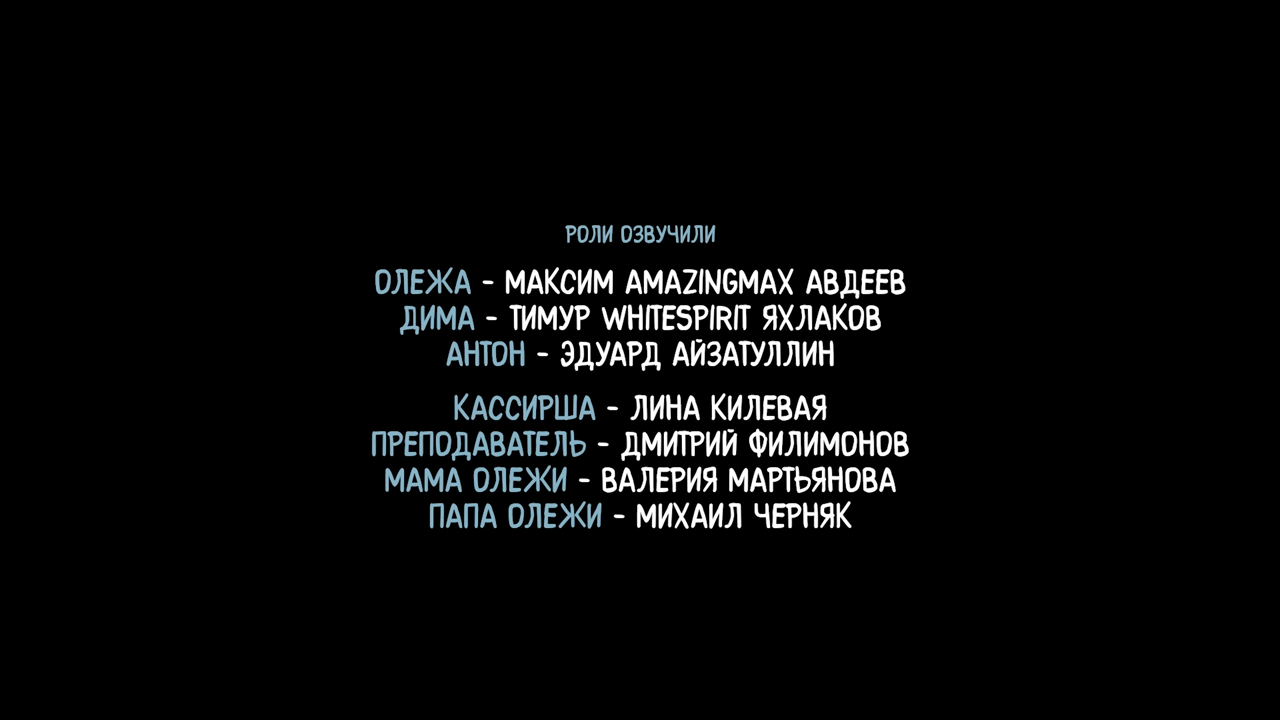 РОЛИ ОЗВУЧИЛИ
ОЛЕЖА - МАКСИМ AMAZINGMAX АВДЕЕВ
ДИМА - ТИМУР WHITESPIRIT ЯХЛАКОВ
АНТОН - ЭДУАРД АЙЗАТУЛЛИН
КАССИРША - ЛИНА КИЛЕВАЯ
ПРЕПОДАВАТЕЛЬ - ДМИТРИЙ ФИЛИМОНОВ
МАМА ОЛЕЖИ - ВАЛЕРИЯ МАРТЬЯНОВА
ПАПА ОЛЕЖИ - МИХАИЛ ЧЕРНЯК